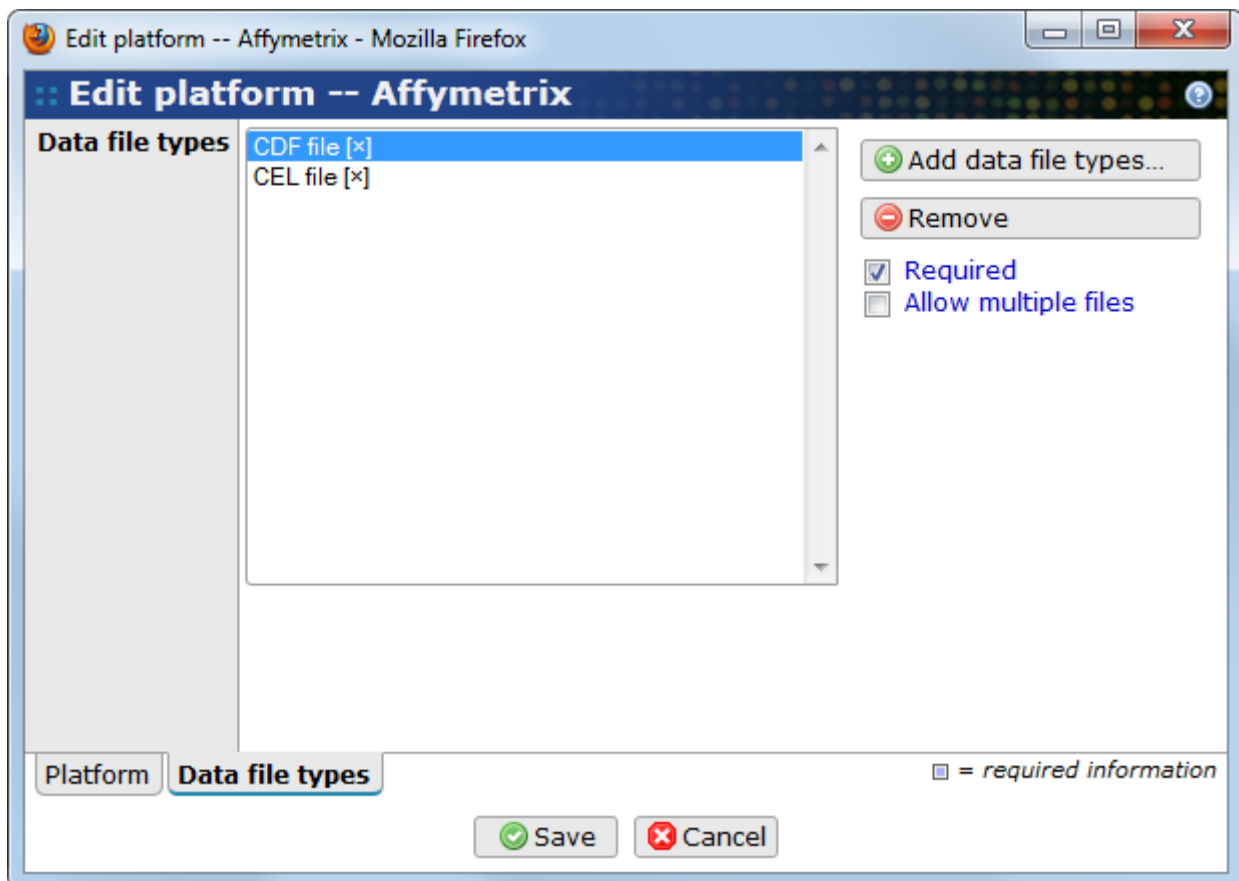 Edit platform -- Affymetrix - Mozilla Firefox
Edit platform -- Affymetrix
Data file types
CDF file [×]
CEL file [×]
Add data file types...
Remove
Required
Allow multiple files
Platform
Data file types
= required information
Save
Cancel